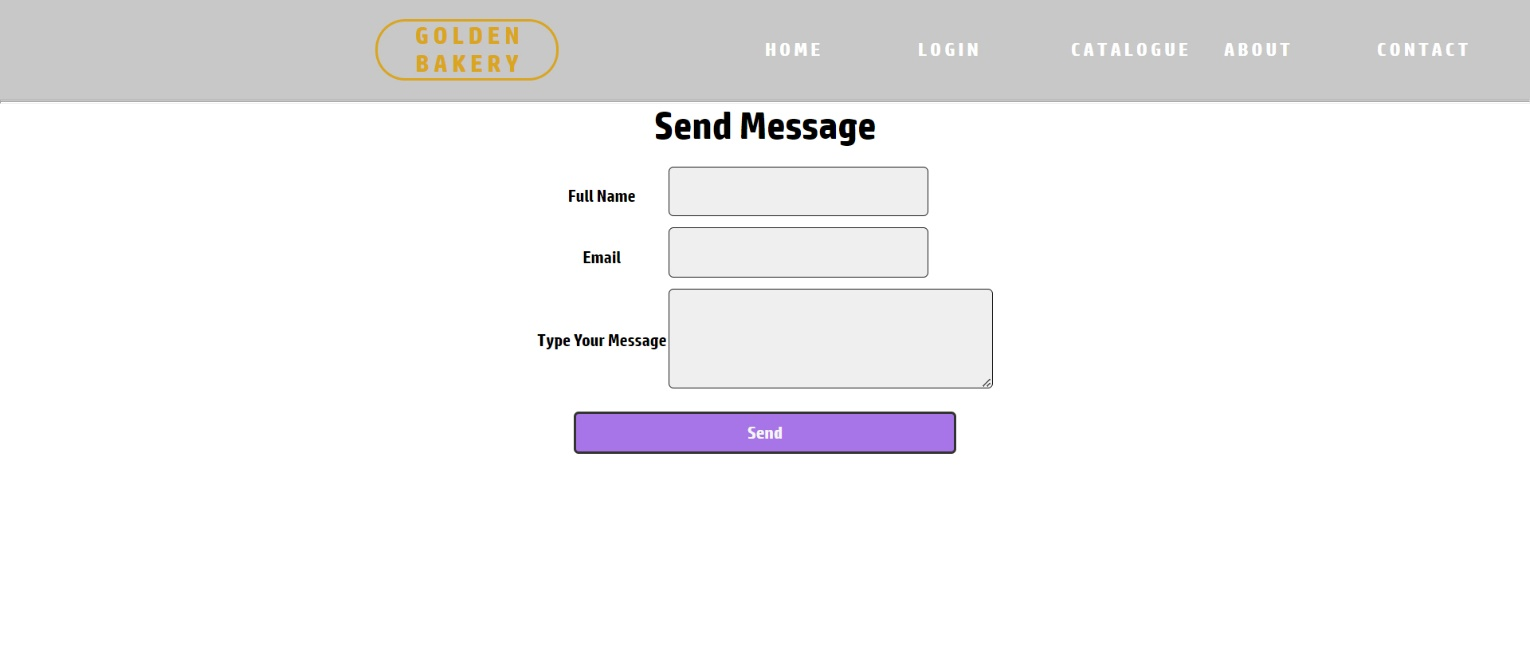 GOLDEN
BAKERY
HOME LOGIN CATALOGUE ABOUT CONTACT
Send Message
Full Name
Email
Type Your Message
Send